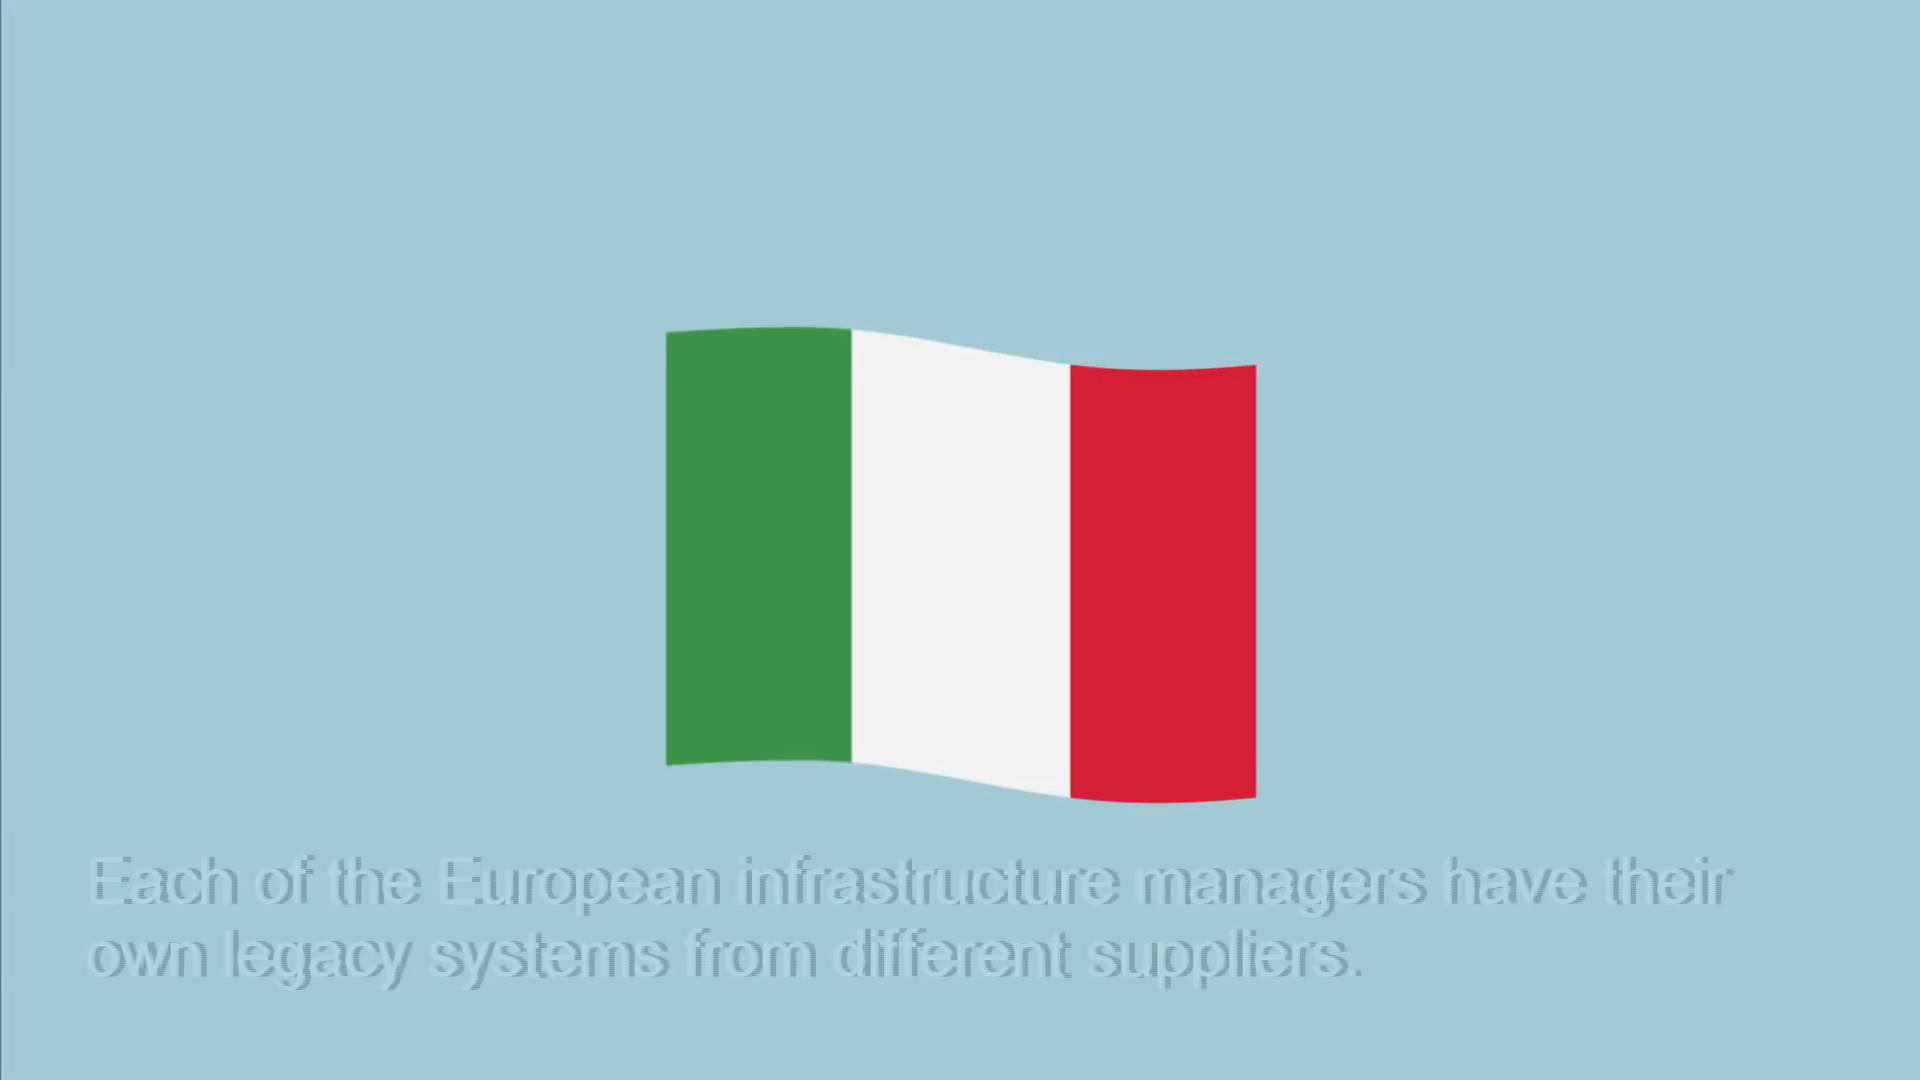 Each of the European infrastructure managers have their
own legacy systems from different suppliers.